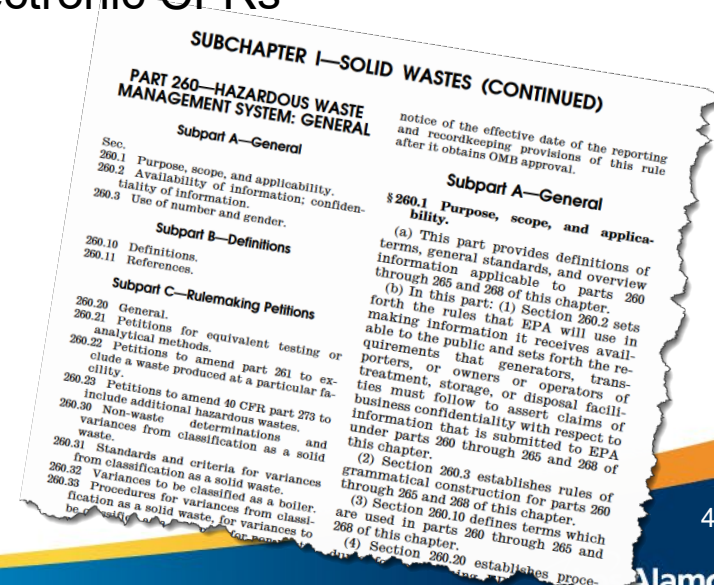 SUBCHAPTER I—SOLID WASTES (CONTINUED)
PART 260—HAZARDOUS WASTE
MANAGEMENT SYSTEM: GENERAL
Subpart A—General
Sec.
260.1 Purpose, scope, and applicability.
260.2 Availability of information; confiden-
tiality of information.
260.3 Use of number and gender.
Subpart B—Definitions
260.10 Definitions.
260.11 References.
Subpart C—Rulemaking Petitions
260.20 General.
260.21 Petitions for equivalent testing or
analytical methods.
260.22 Petitions to amend part 261 to ex-
clude a waste produced at a particular fa-
cility.
260.23 Petitions to amend 40 CFR part 273 to
include additional hazardous wastes.
260.30 Non-waste determinations and
variances from classification as a solid
waste.
260.31 Standards and criteria for variances
from classification as a solid waste.
260.32 Variances to be classified as a boiler.
260.33 Procedures for variances from classi-
fication as a solid waste, for variances to
be
notice of the effective date of the reporting
and recordkeeping provisions of this rule
after it obtains OMB approval.
Subpart A—General
§ 260.1 Purpose, scope, and applica-
bility.
(a) This part provides definitions of
terms, general standards, and overview
information applicable to parts 260
through 265 and 268 of this chapter.
(b) In this part: (1) Section 260.2 sets
forth the rules that EPA will use in
making information it receives avail-
able to the public and sets forth the re-
quirements that generators, trans-
porters, or owners or operators of
treatment, storage, or disposal facili-
ties must follow to assert claims of
business confidentiality with respect to
information that is submitted to EPA
under parts 260 through 265 and 268 of
this chapter.
(2) Section 260.3 establishes rules of
grammatical construction for parts 260
through 265 and 268 of this chapter.
(3) Section 260.10 defines terms which
are used in parts 260 through 265 and
268 of this chapter.
(4) Section 260.20 establishes proce-
4